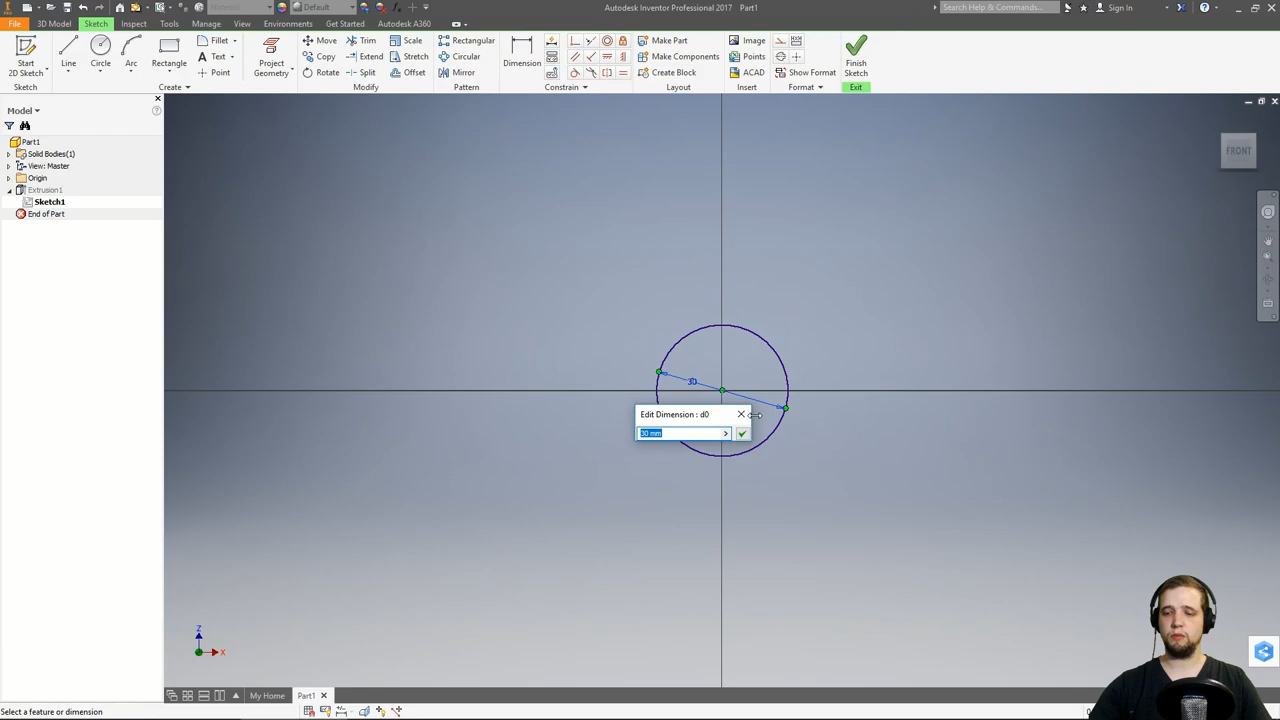 Material
Default
Autodesk Inventor Professional 2017 Part1
Search Help & Commands...
Sign In
File
3D Model
Sketch
Inspect
Tools
Manage
View
Environments
Get Started
Autodesk A360
Start
2D Sketch
Line
Circle
Arc
Rectangle
Fillet
Text
Point
Project
Geometry
Move
Copy
Rotate
Trim
Extend
Split
Scale
Stretch
Offset
Rectangular
Circular
Mirror
Dimension
Make Part
Make Components
Create Block
Image
Points
ACAD
Show Format
Finish
Sketch
Sketch
Create
Modify
Pattern
Constrain
Layout
Insert
Format
Exit
Model
Part1
Solid Bodies(1)
View: Master
Origin
Extrusion1
Sketch1
End of Part
FRONT
30
Edit Dimension : d0
30 mm
Z
X
My Home
Part1
Select a feature or dimension